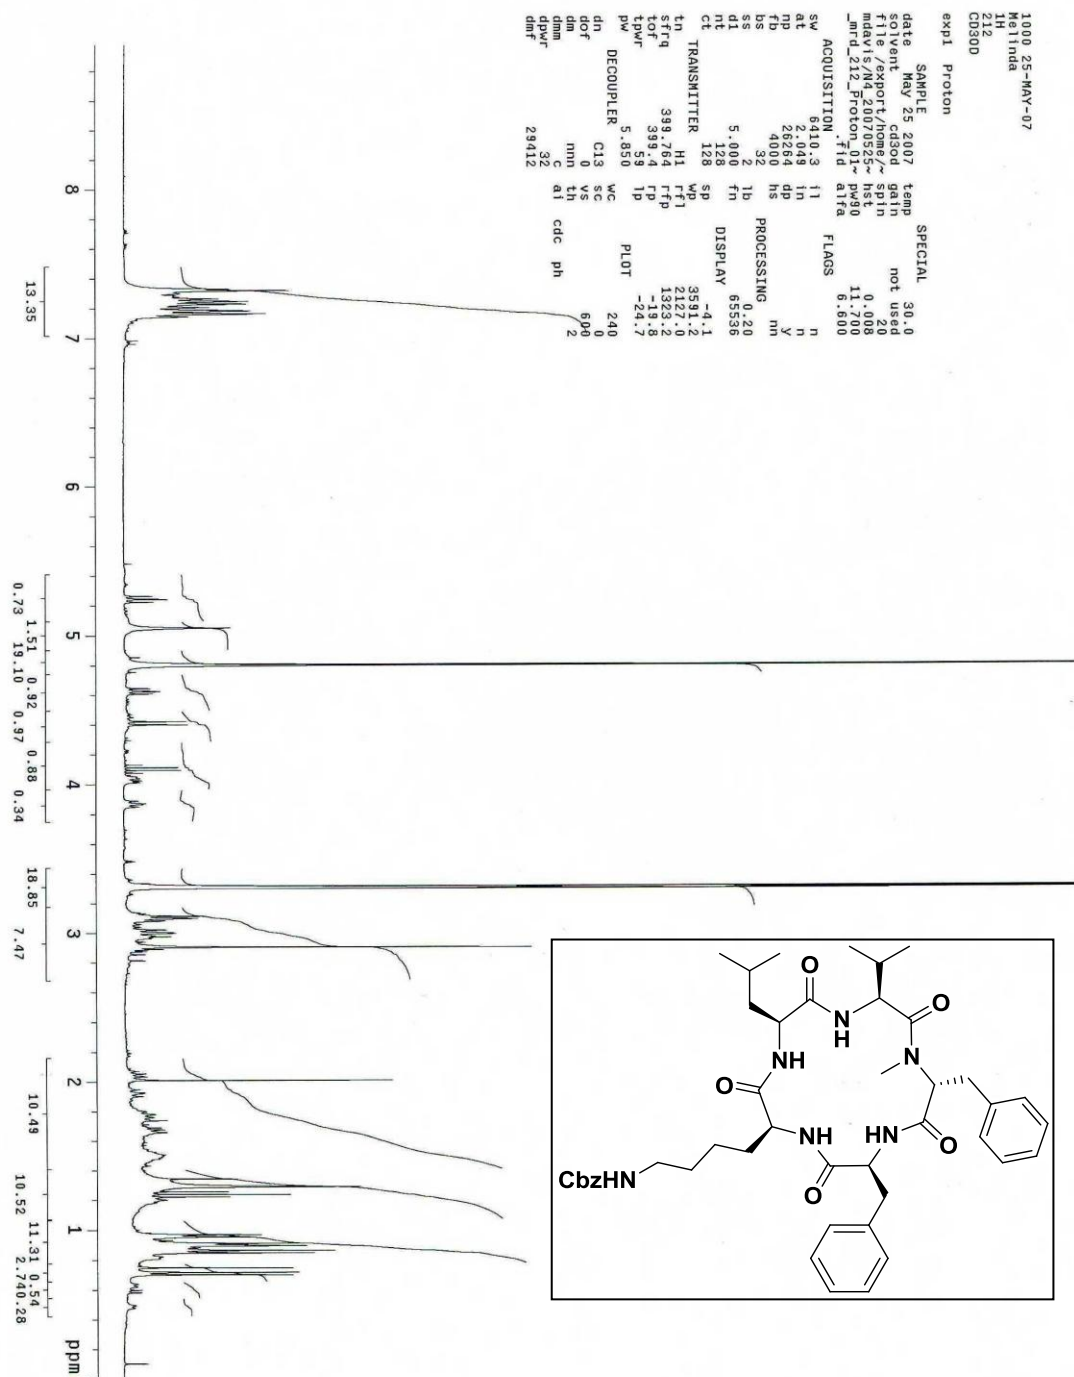 1000 25-MAY-07
Melinda
1H
212
CD3OD
exp1 Proton
SAMPLE
date May 25 2007
solvent cd3od
file /export/home/~
mdavis/N4_20070525~
_mrd_212_Proton_01~
.fid
ACQUISITION
sw 6410.3
at 2.049
np 26264
fb 4000
bs 32
ss 2
d1 5.000
nt 128
ct 128
TRANSMITTER
tn H1
sfrq 399.764
tof 399.4
tpwr 59
pw 5.850
DECOUPLER
dn C13
dof 0
dm nnn
dmm c
dpwr 32
dmf 29412
SPECIAL
temp 30.0
gain not used
spin 20
hst 0.008
pw90 11.700
alfa 6.600
FLAGS
il n
in n
dp y
hs nn
PROCESSING
lb 0.20
fn 65536
DISPLAY
sp -4.1
wp 3591.2
rfl 2127.0
rfp 1323.2
rp -19.8
lp -24.7
PLOT
wc 240
sc 0
vs 600
th 2
ai cdc ph
8 7 6 5 4 3 2 1 ppm
13.35
0.73 1.51 19.10 0.92 0.97 0.88 0.34
18.85 7.47
10.49 10.52 11.31 0.54
2.74 0.28
O
N
H
O
NH
N
O
NH
HN
O
CbzHN
O